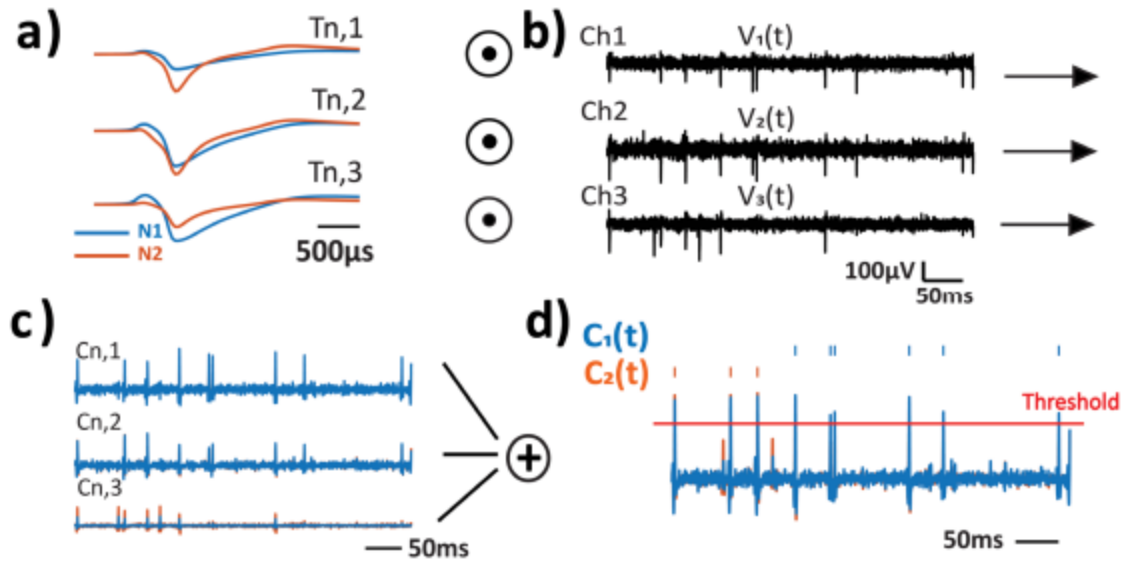 a)
Tn,1
Tn,2
Tn,3
N1
N2
500µs
b)
Ch1 V₁(t)
Ch2 V₂(t)
Ch3 V₃(t)
100µV
50ms
c)
Cn,1
Cn,2
Cn,3
50ms
d)
C₁(t)
C₂(t)
Threshold
50ms